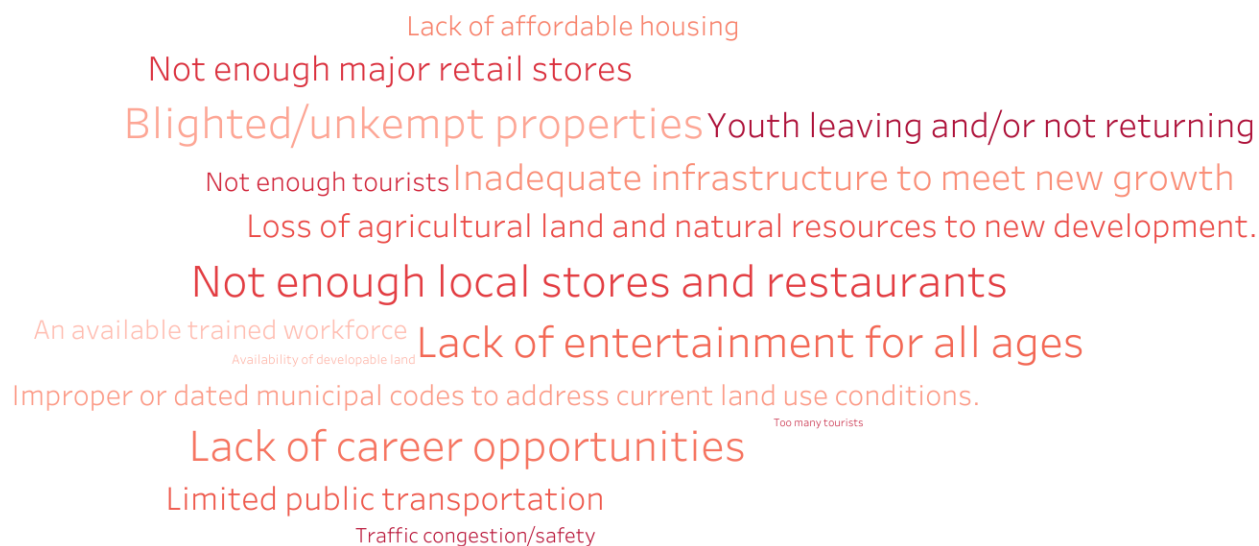 Lack of affordable housing
Not enough major retail stores
Blighted/unkempt properties Youth leaving and/or not returning
Not enough tourists Inadequate infrastructure to meet new growth
Loss of agricultural land and natural resources to new development.
Not enough local stores and restaurants
An available trained workforce
Lack of entertainment for all ages
Availability of developable land
Improper or dated municipal codes to address current land use conditions.
Too many tourists
Lack of career opportunities
Limited public transportation
Traffic congestion/safety